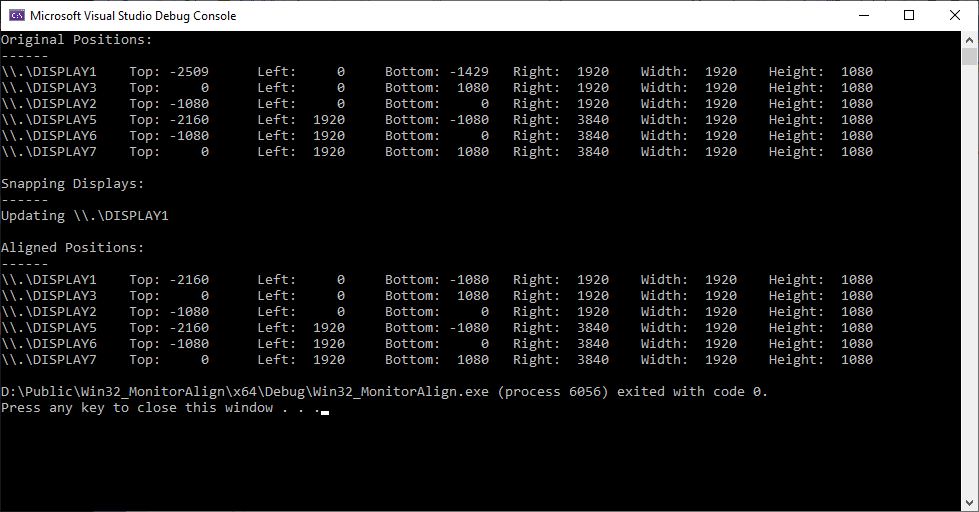 Microsoft Visual Studio Debug Console
Original Positions:
------
\\.\DISPLAY1    Top: -2509      Left:     0     Bottom: -1429   Right:  1920    Width:  1920    Height:  1080
\\.\DISPLAY3    Top:     0      Left:     0     Bottom:  1080   Right:  1920    Width:  1920    Height:  1080
\\.\DISPLAY2    Top: -1080      Left:     0     Bottom:     0   Right:  1920    Width:  1920    Height:  1080
\\.\DISPLAY5    Top: -2160      Left:  1920     Bottom: -1080   Right:  3840    Width:  1920    Height:  1080
\\.\DISPLAY6    Top: -1080      Left:  1920     Bottom:     0   Right:  3840    Width:  1920    Height:  1080
\\.\DISPLAY7    Top:     0      Left:  1920     Bottom:  1080   Right:  3840    Width:  1920    Height:  1080
Snapping Displays:
------
Updating \\.\DISPLAY1
Aligned Positions:
------
\\.\DISPLAY1    Top: -2160      Left:     0     Bottom: -1080   Right:  1920    Width:  1920    Height:  1080
\\.\DISPLAY3    Top:     0      Left:     0     Bottom:  1080   Right:  1920    Width:  1920    Height:  1080
\\.\DISPLAY2    Top: -1080      Left:     0     Bottom:     0   Right:  1920    Width:  1920    Height:  1080
\\.\DISPLAY5    Top: -2160      Left:  1920     Bottom: -1080   Right:  3840    Width:  1920    Height:  1080
\\.\DISPLAY6    Top: -1080      Left:  1920     Bottom:     0   Right:  3840    Width:  1920    Height:  1080
\\.\DISPLAY7    Top:     0      Left:  1920     Bottom:  1080   Right:  3840    Width:  1920    Height:  1080
D:\Public\Win32_MonitorAlign\x64\Debug\Win32_MonitorAlign.exe (process 6056) exited with code 0.
Press any key to close this window . . .